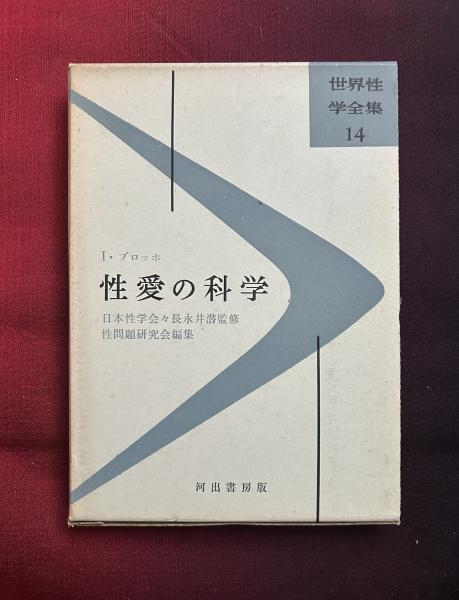 世界性
学全集
14
I・ブロッホ
性愛の科学
日本性学会々長永井潜監修
性問題研究会編集
河出書房版